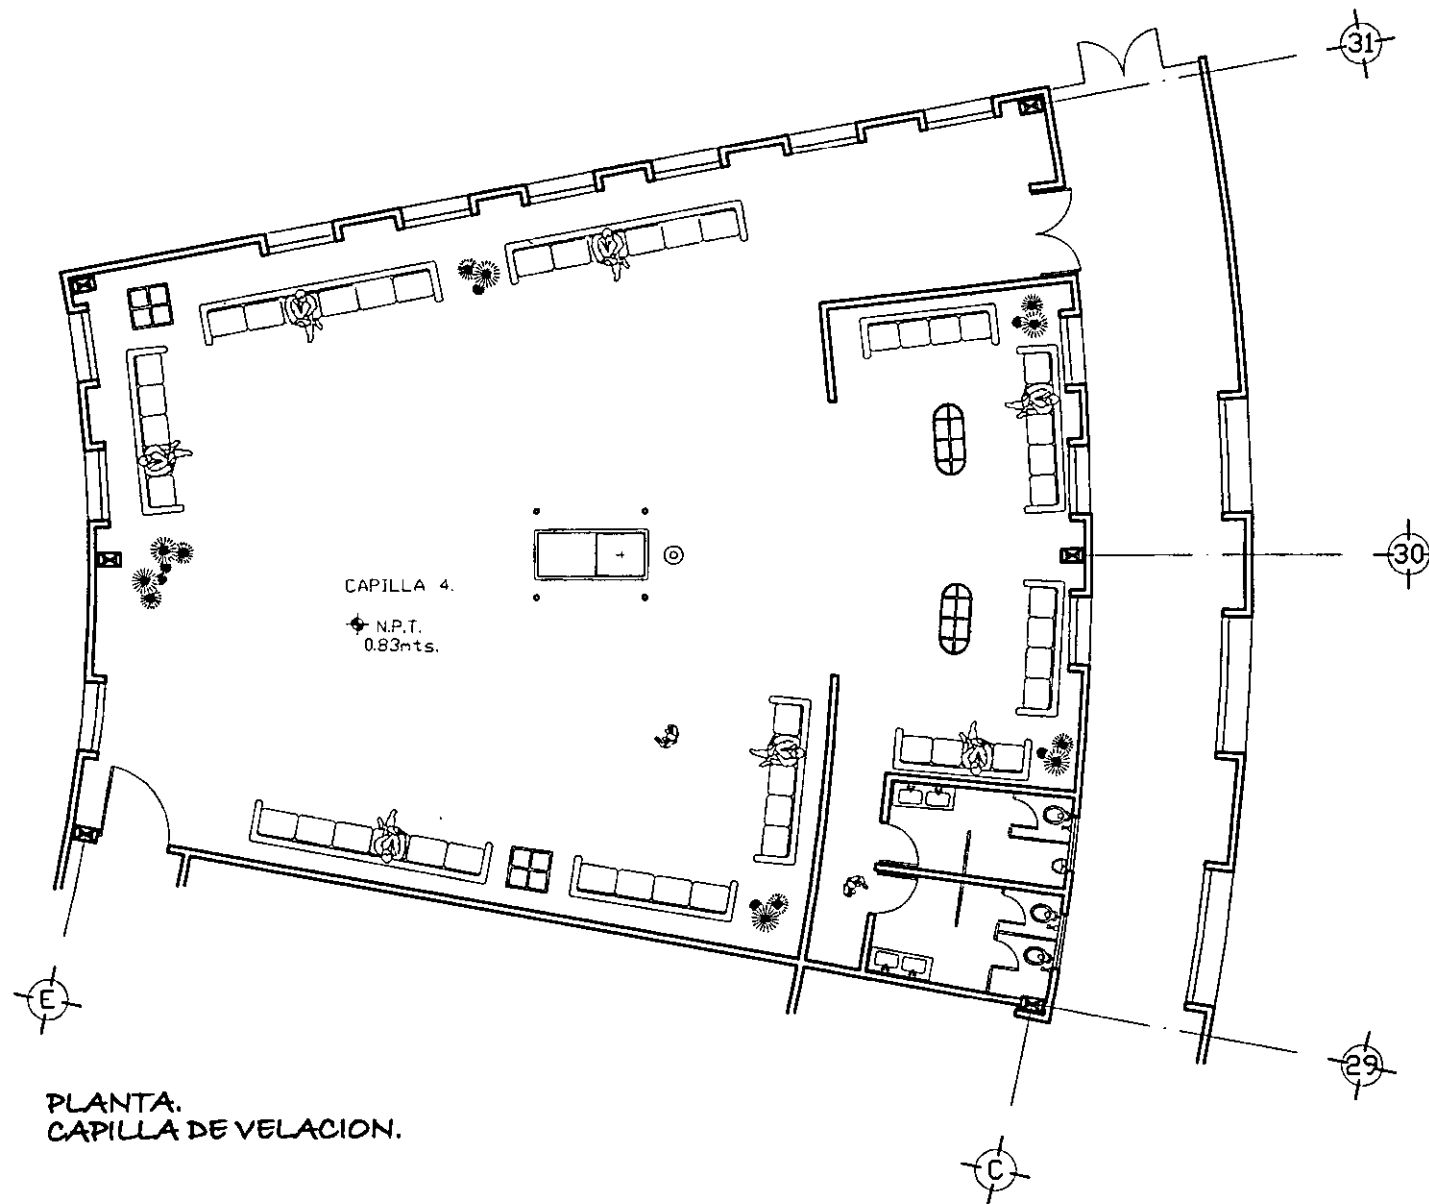 31
30
CAPILLA 4.
N.P.T.
0.83mts.
E
29
PLANTA.
CAPILLA DE VELACION.
C